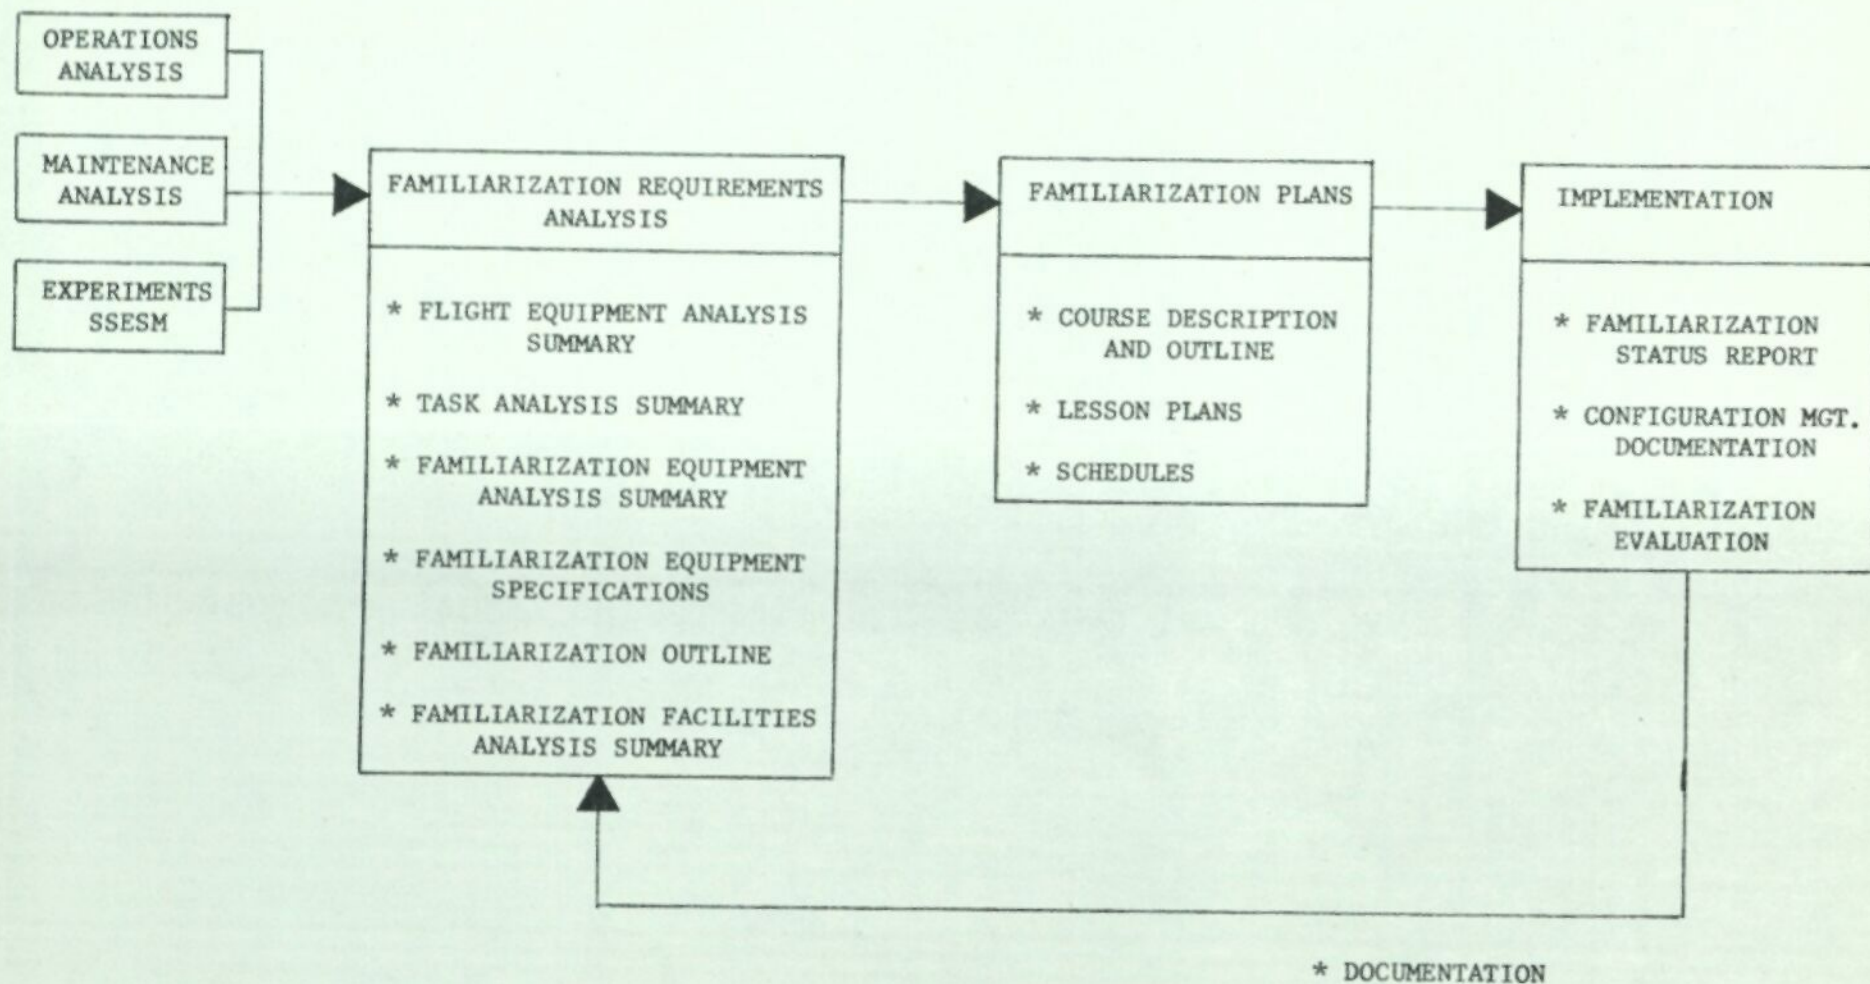 OPERATIONS
ANALYSIS
MAINTENANCE
ANALYSIS
EXPERIMENTS
SSESM
FAMILIARIZATION REQUIREMENTS
ANALYSIS
* FLIGHT EQUIPMENT ANALYSIS
SUMMARY
* TASK ANALYSIS SUMMARY
* FAMILIARIZATION EQUIPMENT
ANALYSIS SUMMARY
* FAMILIARIZATION EQUIPMENT
SPECIFICATIONS
* FAMILIARIZATION OUTLINE
* FAMILIARIZATION FACILITIES
ANALYSIS SUMMARY
FAMILIARIZATION PLANS
* COURSE DESCRIPTION
AND OUTLINE
* LESSON PLANS
* SCHEDULES
IMPLEMENTATION
* FAMILIARIZATION
STATUS REPORT
* CONFIGURATION MGT.
DOCUMENTATION
* FAMILIARIZATION
EVALUATION
* DOCUMENTATION